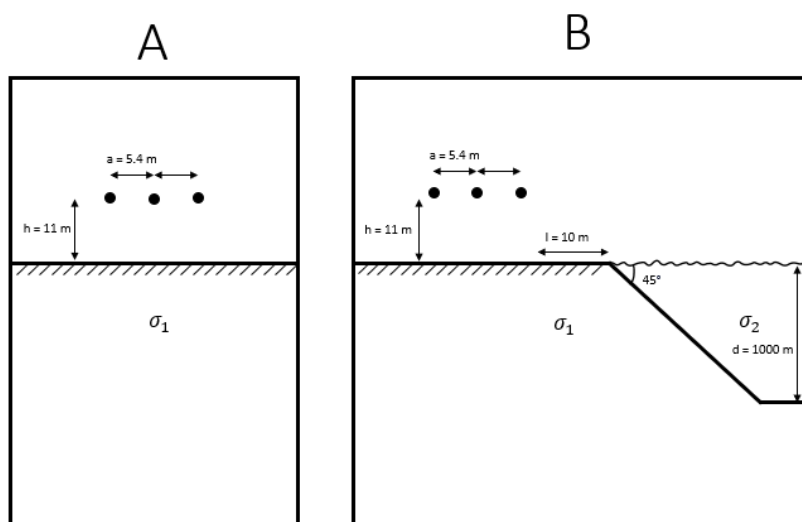 A
B
a = 5.4 m
a = 5.4 m
h = 11 m
h = 11 m
l = 10 m
45°
σ₁
σ₁
σ₂
d = 1000 m